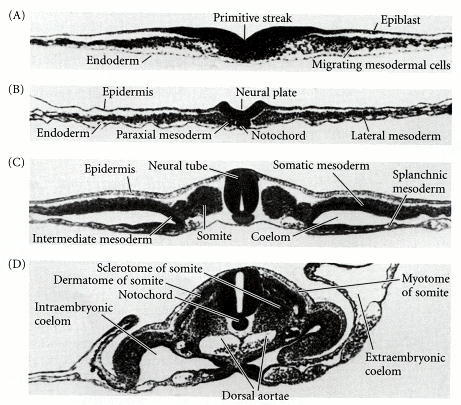 (A)
Primitive streak
Epiblast
Endoderm
Migrating mesodermal cells
(B)
Epidermis
Neural plate
Endoderm
Paraxial mesoderm
Notochord
Lateral mesoderm
(C)
Epidermis
Neural tube
Somatic mesoderm
Splanchnic
mesoderm
Intermediate mesoderm
Somite
Coelom
(D)
Sclerotome of somite
Dermatome of somite
Notochord
Intraembryonic
coelom
Myotome
of somite
Extraembryonic
coelom
Dorsal aortae